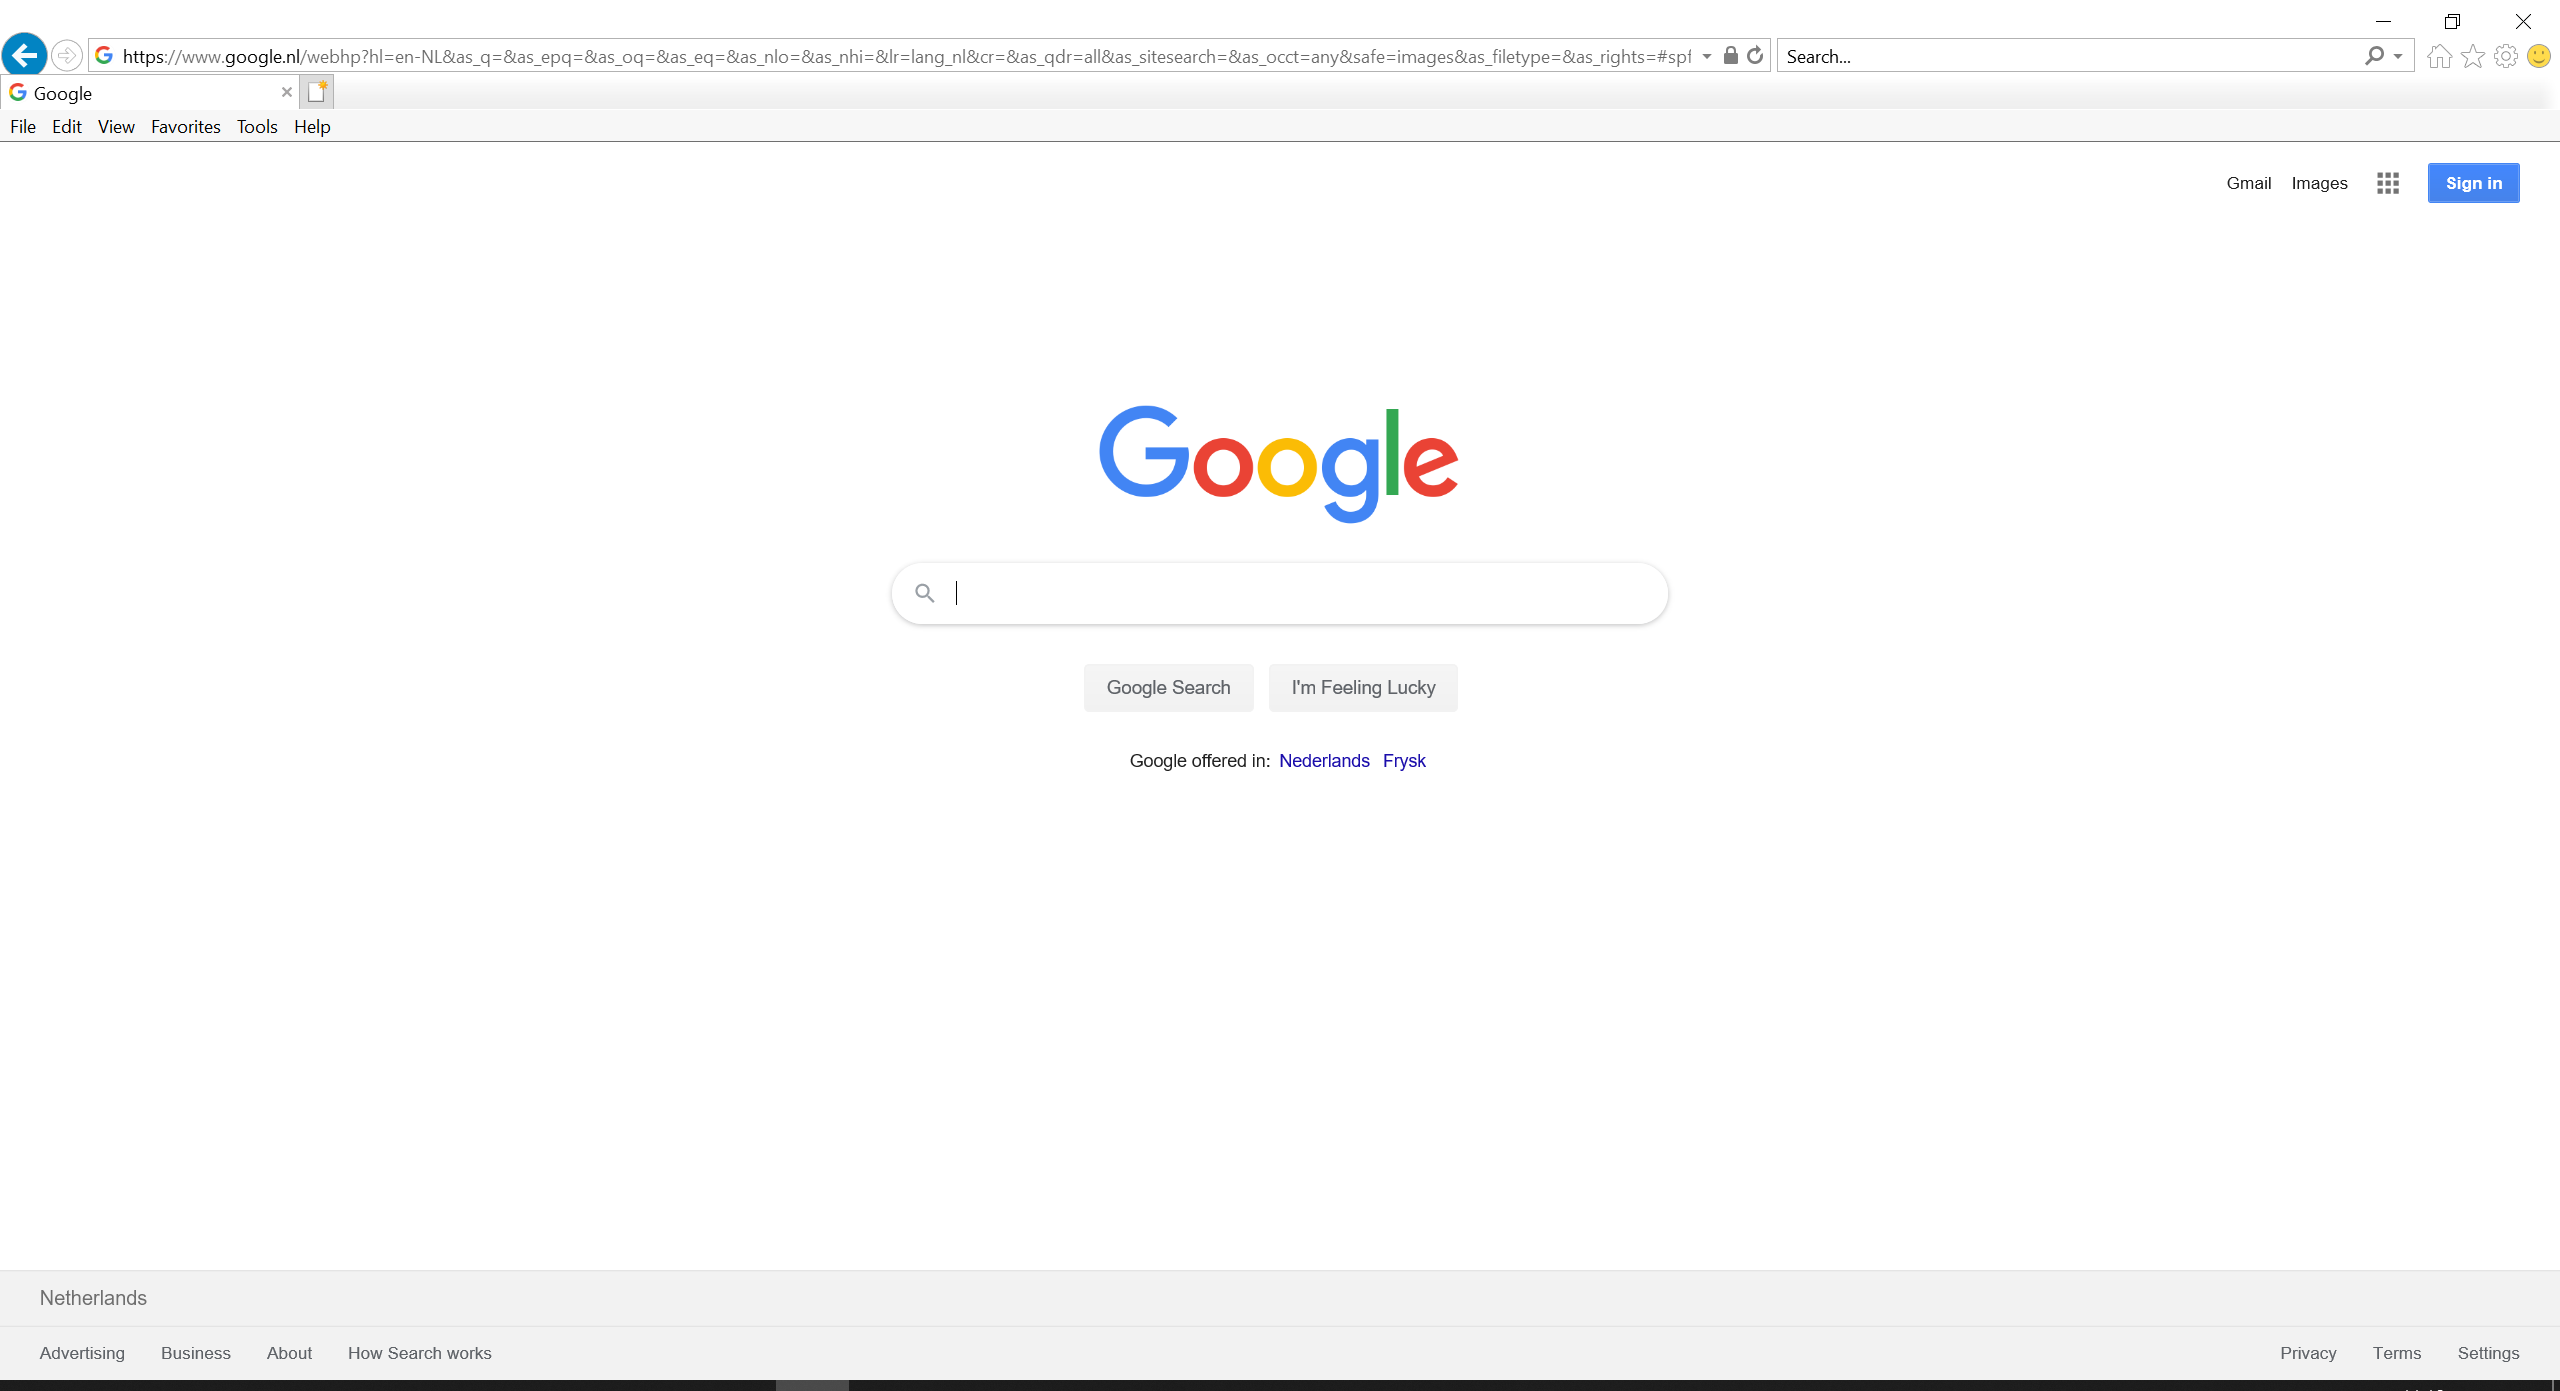 https://www.google.nl/webhp?hl=en-NL&as_q=&as_epq=&as_oq=&as_eq=&as_nlo=&as_nhi=&lr=lang_nl&cr=&as_qdr=all&as_sitesearch=&as_occt=any&safe=images&as_filetype=&as_rights=#spf Search...
Google
File Edit View Favorites Tools Help
Gmail Images Sign in
Google
Google Search I'm Feeling Lucky
Google offered in: Nederlands Frysk
Netherlands
Advertising Business About How Search works Privacy Terms Settings